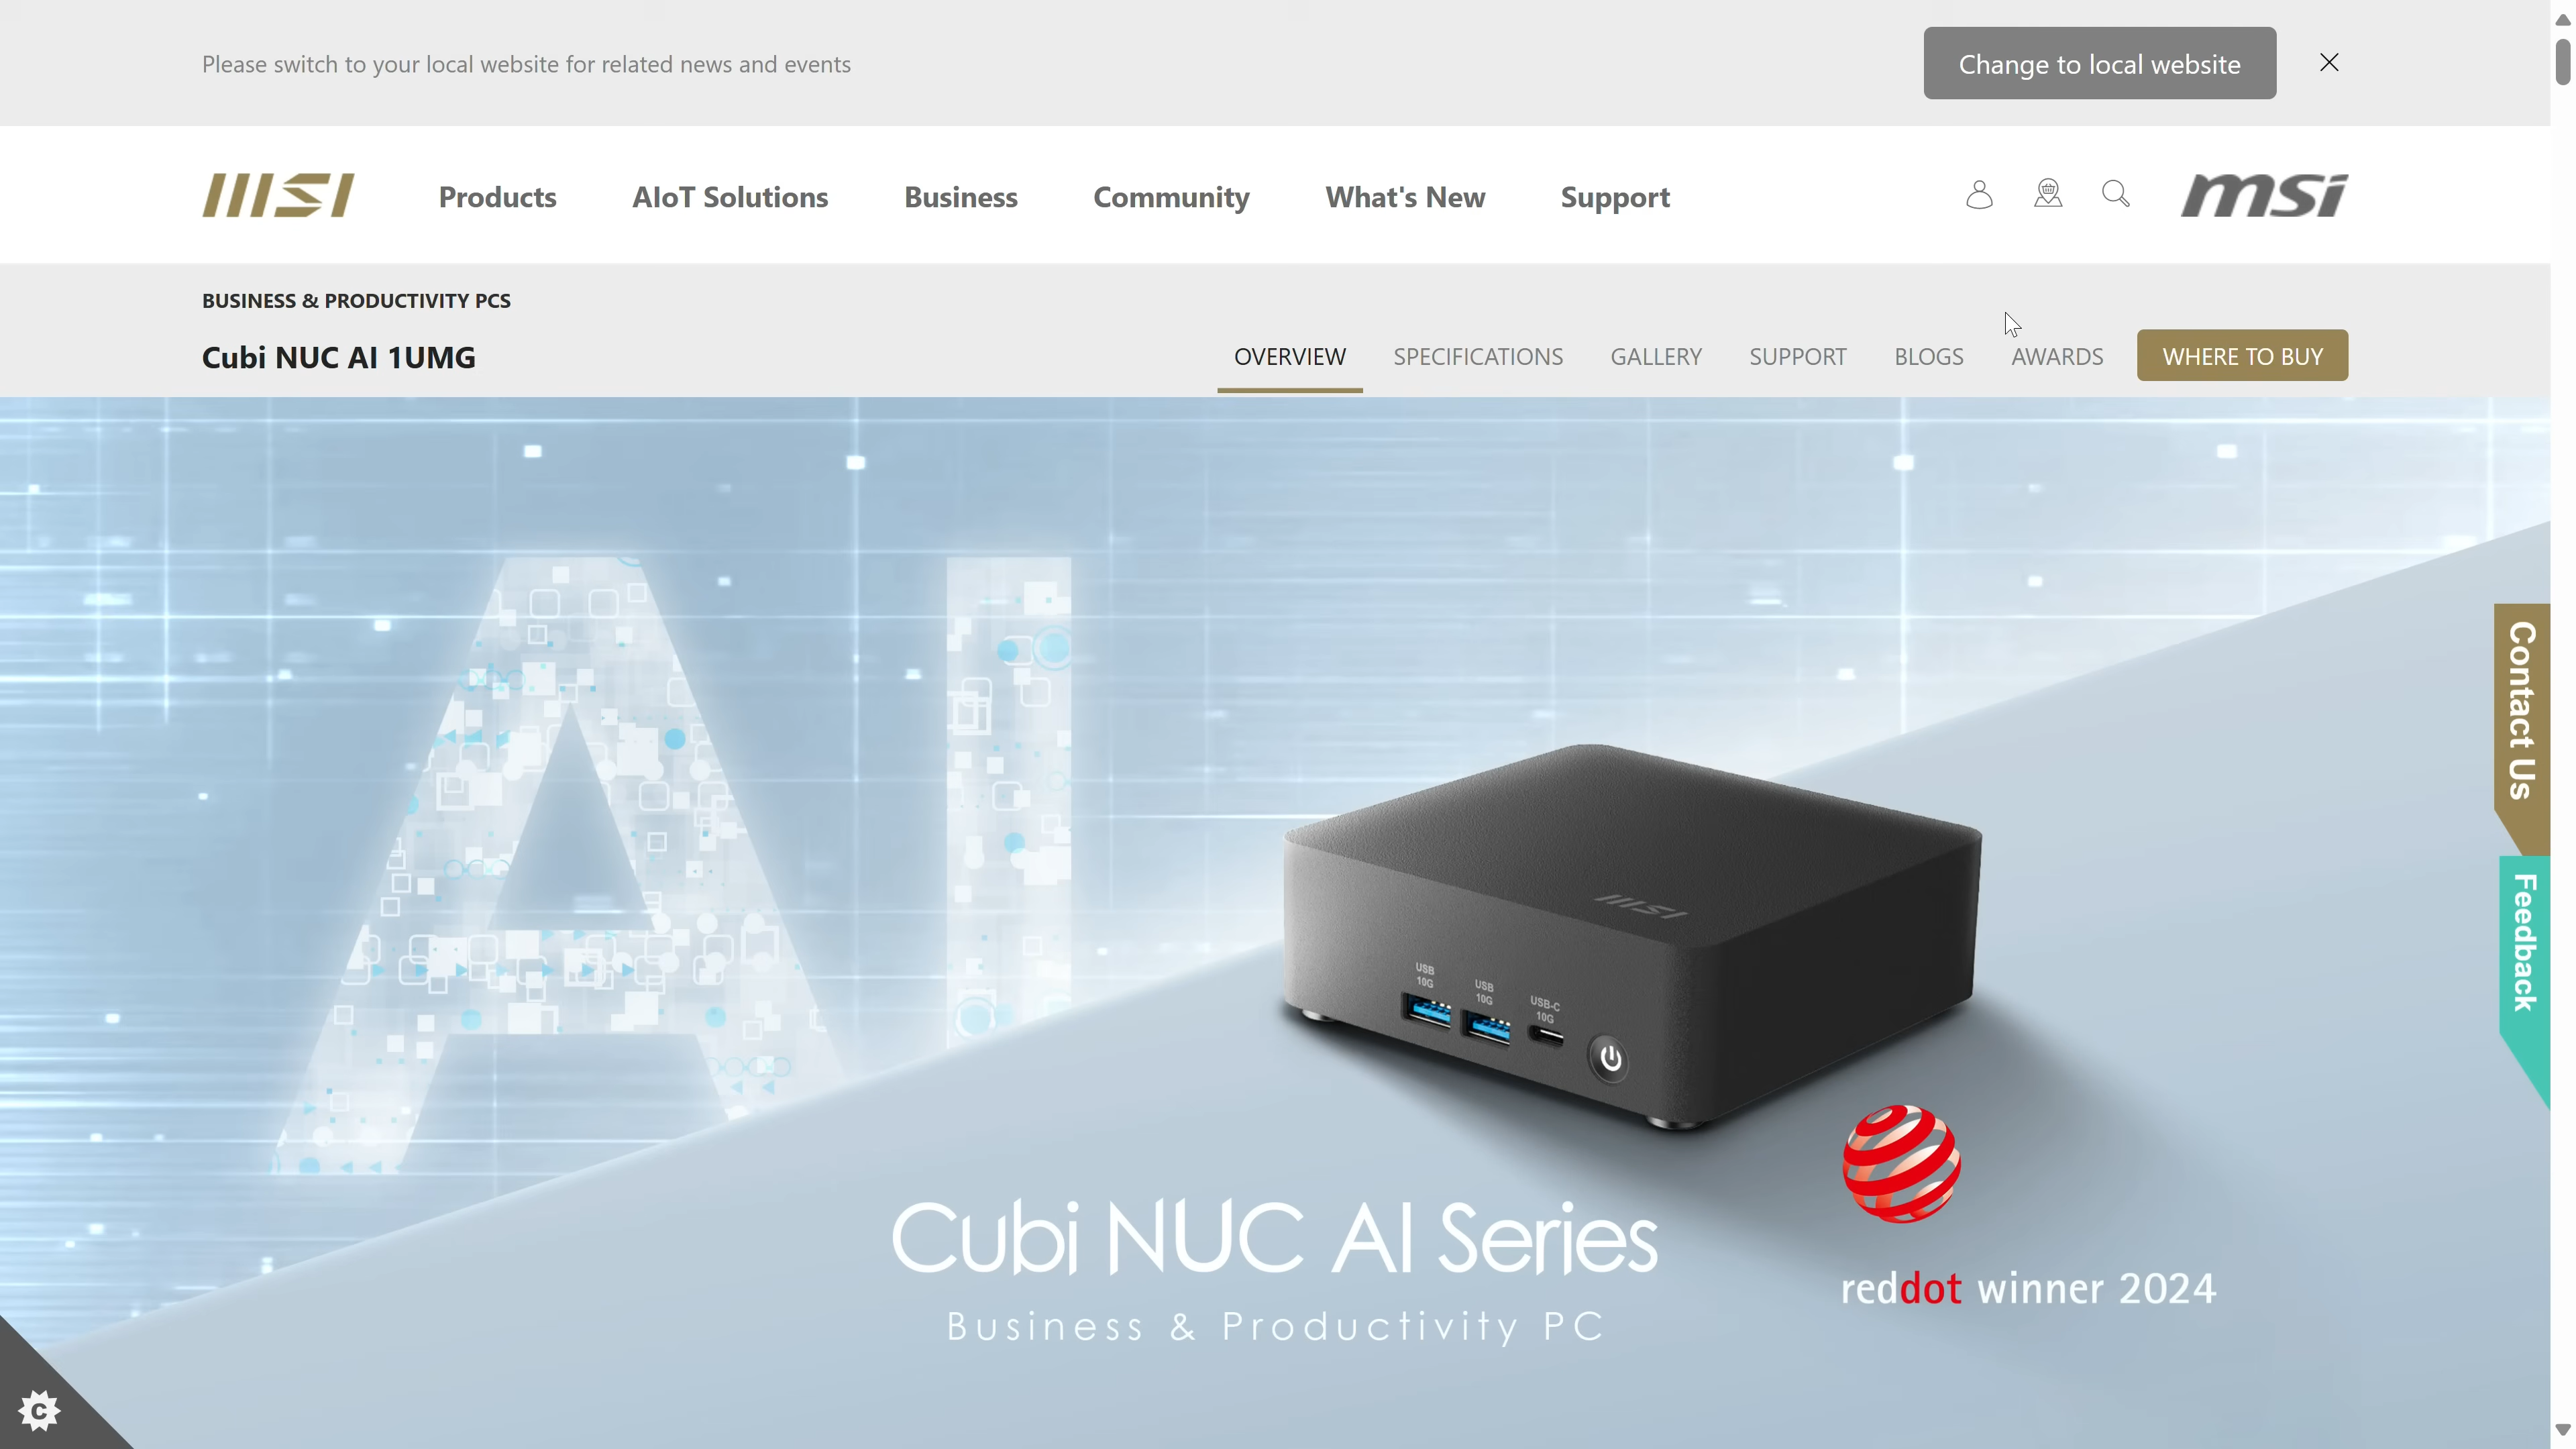 Please switch to your local website for related news and events
Change to local website
MSI
Products
AIoT Solutions
Business
Community
What's New
Support
msi
BUSINESS & PRODUCTIVITY PCS
Cubi NUC AI 1UMG
OVERVIEW
SPECIFICATIONS
GALLERY
SUPPORT
BLOGS
AWARDS
WHERE TO BUY
AI
Contact Us
Feedback
MSI
USB
10G
USB
10G
USB-C
10G
Cubi NUC AI Series
Business & Productivity PC
reddot winner 2024
C